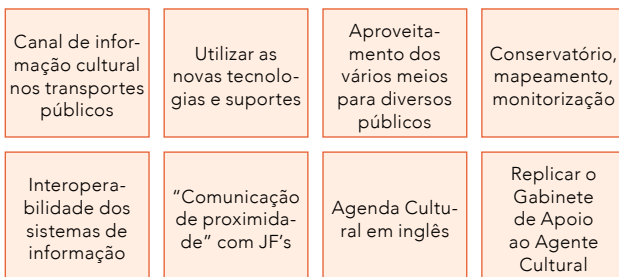 Canal de infor-
mação cultural
nos transportes
públicos
Utilizar as
novas tecnolo-
gias e suportes
Aproveita-
mento dos
vários meios
para diversos
públicos
Conservatório,
mapeamento,
monitorização
Interopera-
bilidade dos
sistemas de
informação
"Comunicação
de proximida-
de" com JF's
Agenda Cultu-
ral em inglês
Replicar o
Gabinete
de Apoio
ao Agente
Cultural